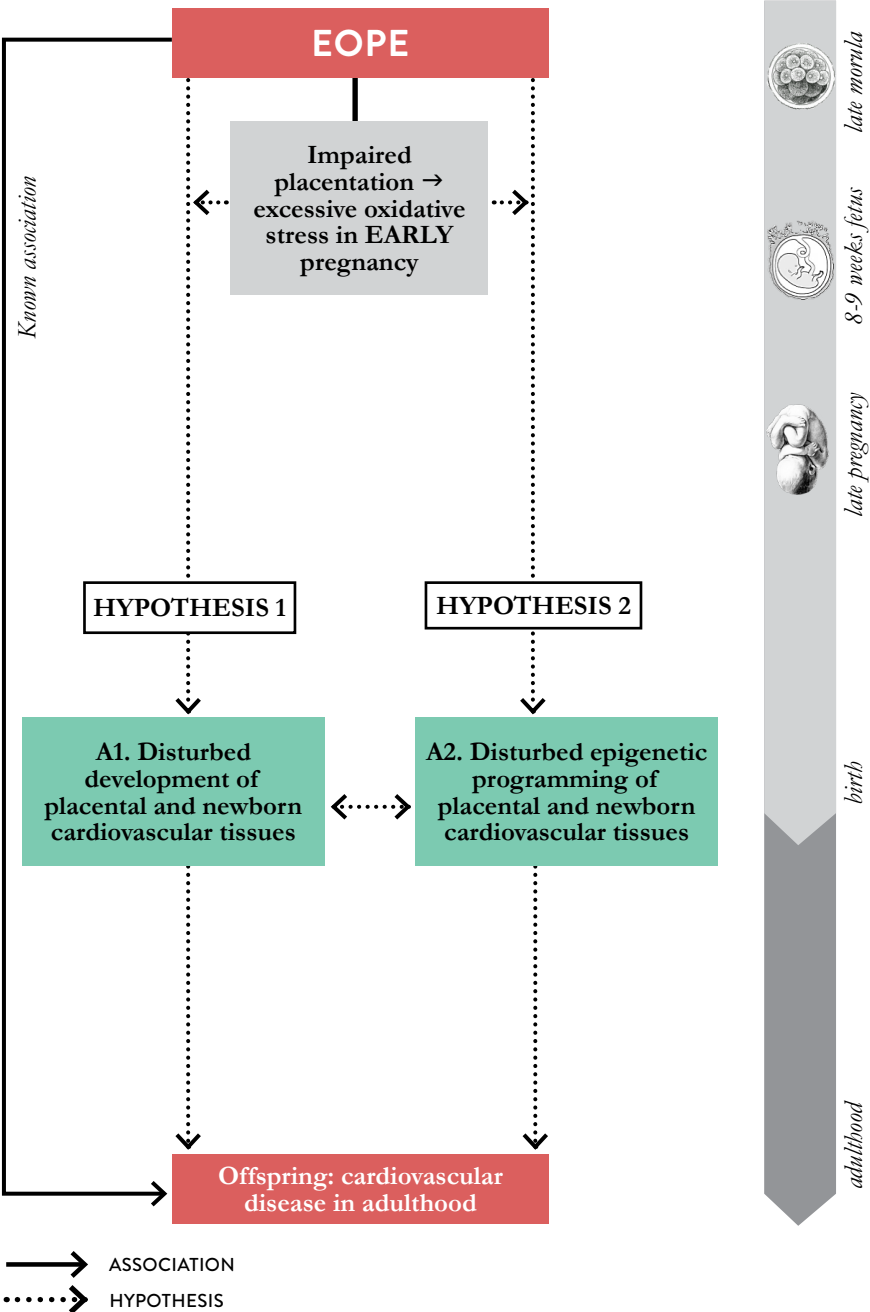 EOPE
Impaired
placentation →
excessive oxidative
stress in EARLY
pregnancy
Known association
HYPOTHESIS 1
HYPOTHESIS 2
A1. Disturbed
development of
placental and newborn
cardiovascular tissues
A2. Disturbed epigenetic
programming of
placental and newborn
cardiovascular tissues
Offspring: cardiovascular
disease in adulthood
ASSOCIATION
HYPOTHESIS
late morula
8-9 weeks fetus
late pregnancy
birth
adulthood